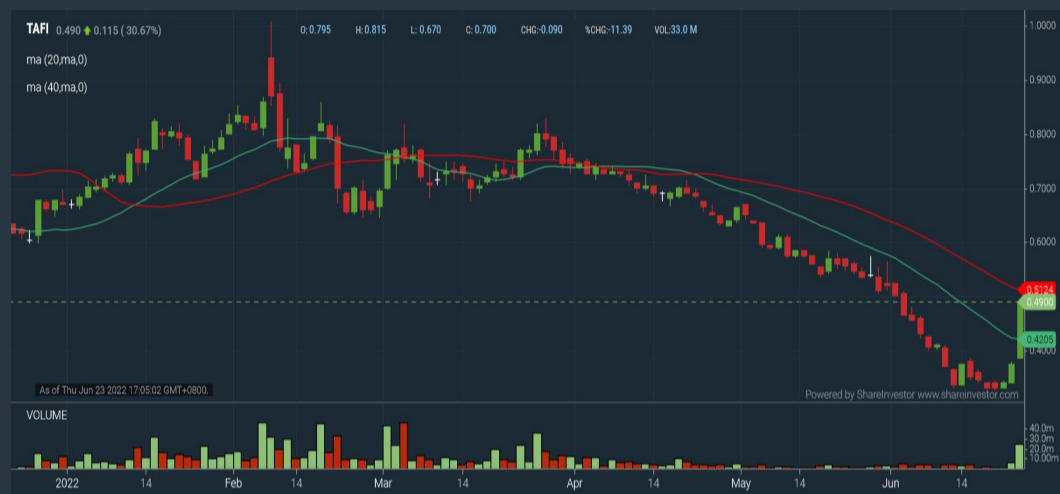 TAFI 0.490 0.115 ( 30.67%) O: 0.795 H: 0.815 L: 0.670 C: 0.700 CHG:-0.090 %CHG:-11.39 VOL:33.0 M
ma (20,ma,0)
ma (40,ma,0)
1.0000
0.9000
0.8000
0.7000
0.6000
0.5124
0.4900
0.4205
0.4000
As of Thu Jun 23 2022 17:05:02 GMT+0800.
Powered by ShareInvestor www.shareinvestor.com
VOLUME
40.0m
30.0m
20.0m
10.00m
2022 14 Feb 14 Mar 14 Apr 14 May 14 Jun 14